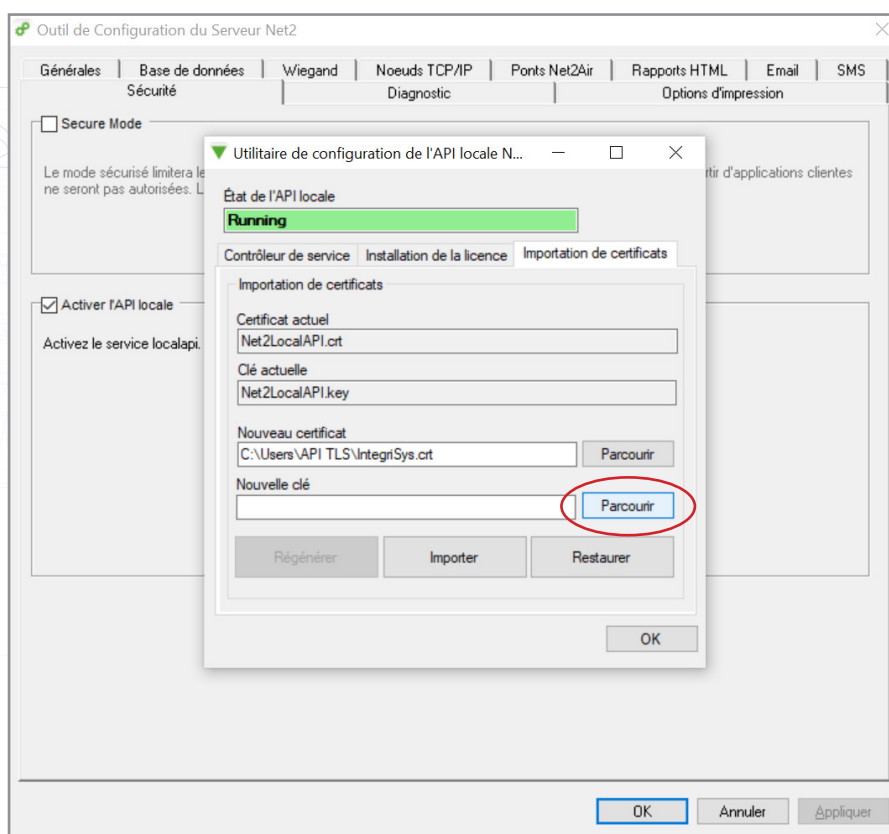 Outil de Configuration du Serveur Net2
Générales Base de données Wiegand Noeuds TCP/IP Ponts Net2Air Rapports HTML Email SMS
Sécurité Diagnostic Options d'impression
Secure Mode
Le mode sécurisé limitera le
rtir d'applications clientes
ne seront pas autorisées. L
Utilitaire de configuration de l'API locale N...
État de l'API locale
Running
Contrôleur de service Installation de la licence Importation de certificats
Importation de certificats
Certificat actuel
Net2LocalAPI.crt
Clé actuelle
Net2LocalAPI.key
Nouveau certificat
C:\Users\API TLS\IntegriSys.crt Parcourir
Nouvelle clé
Parcourir
Régénérer Importer Restaurer
OK
Activer l'API locale
Activez le service localapi.
OK Annuler Appliquer